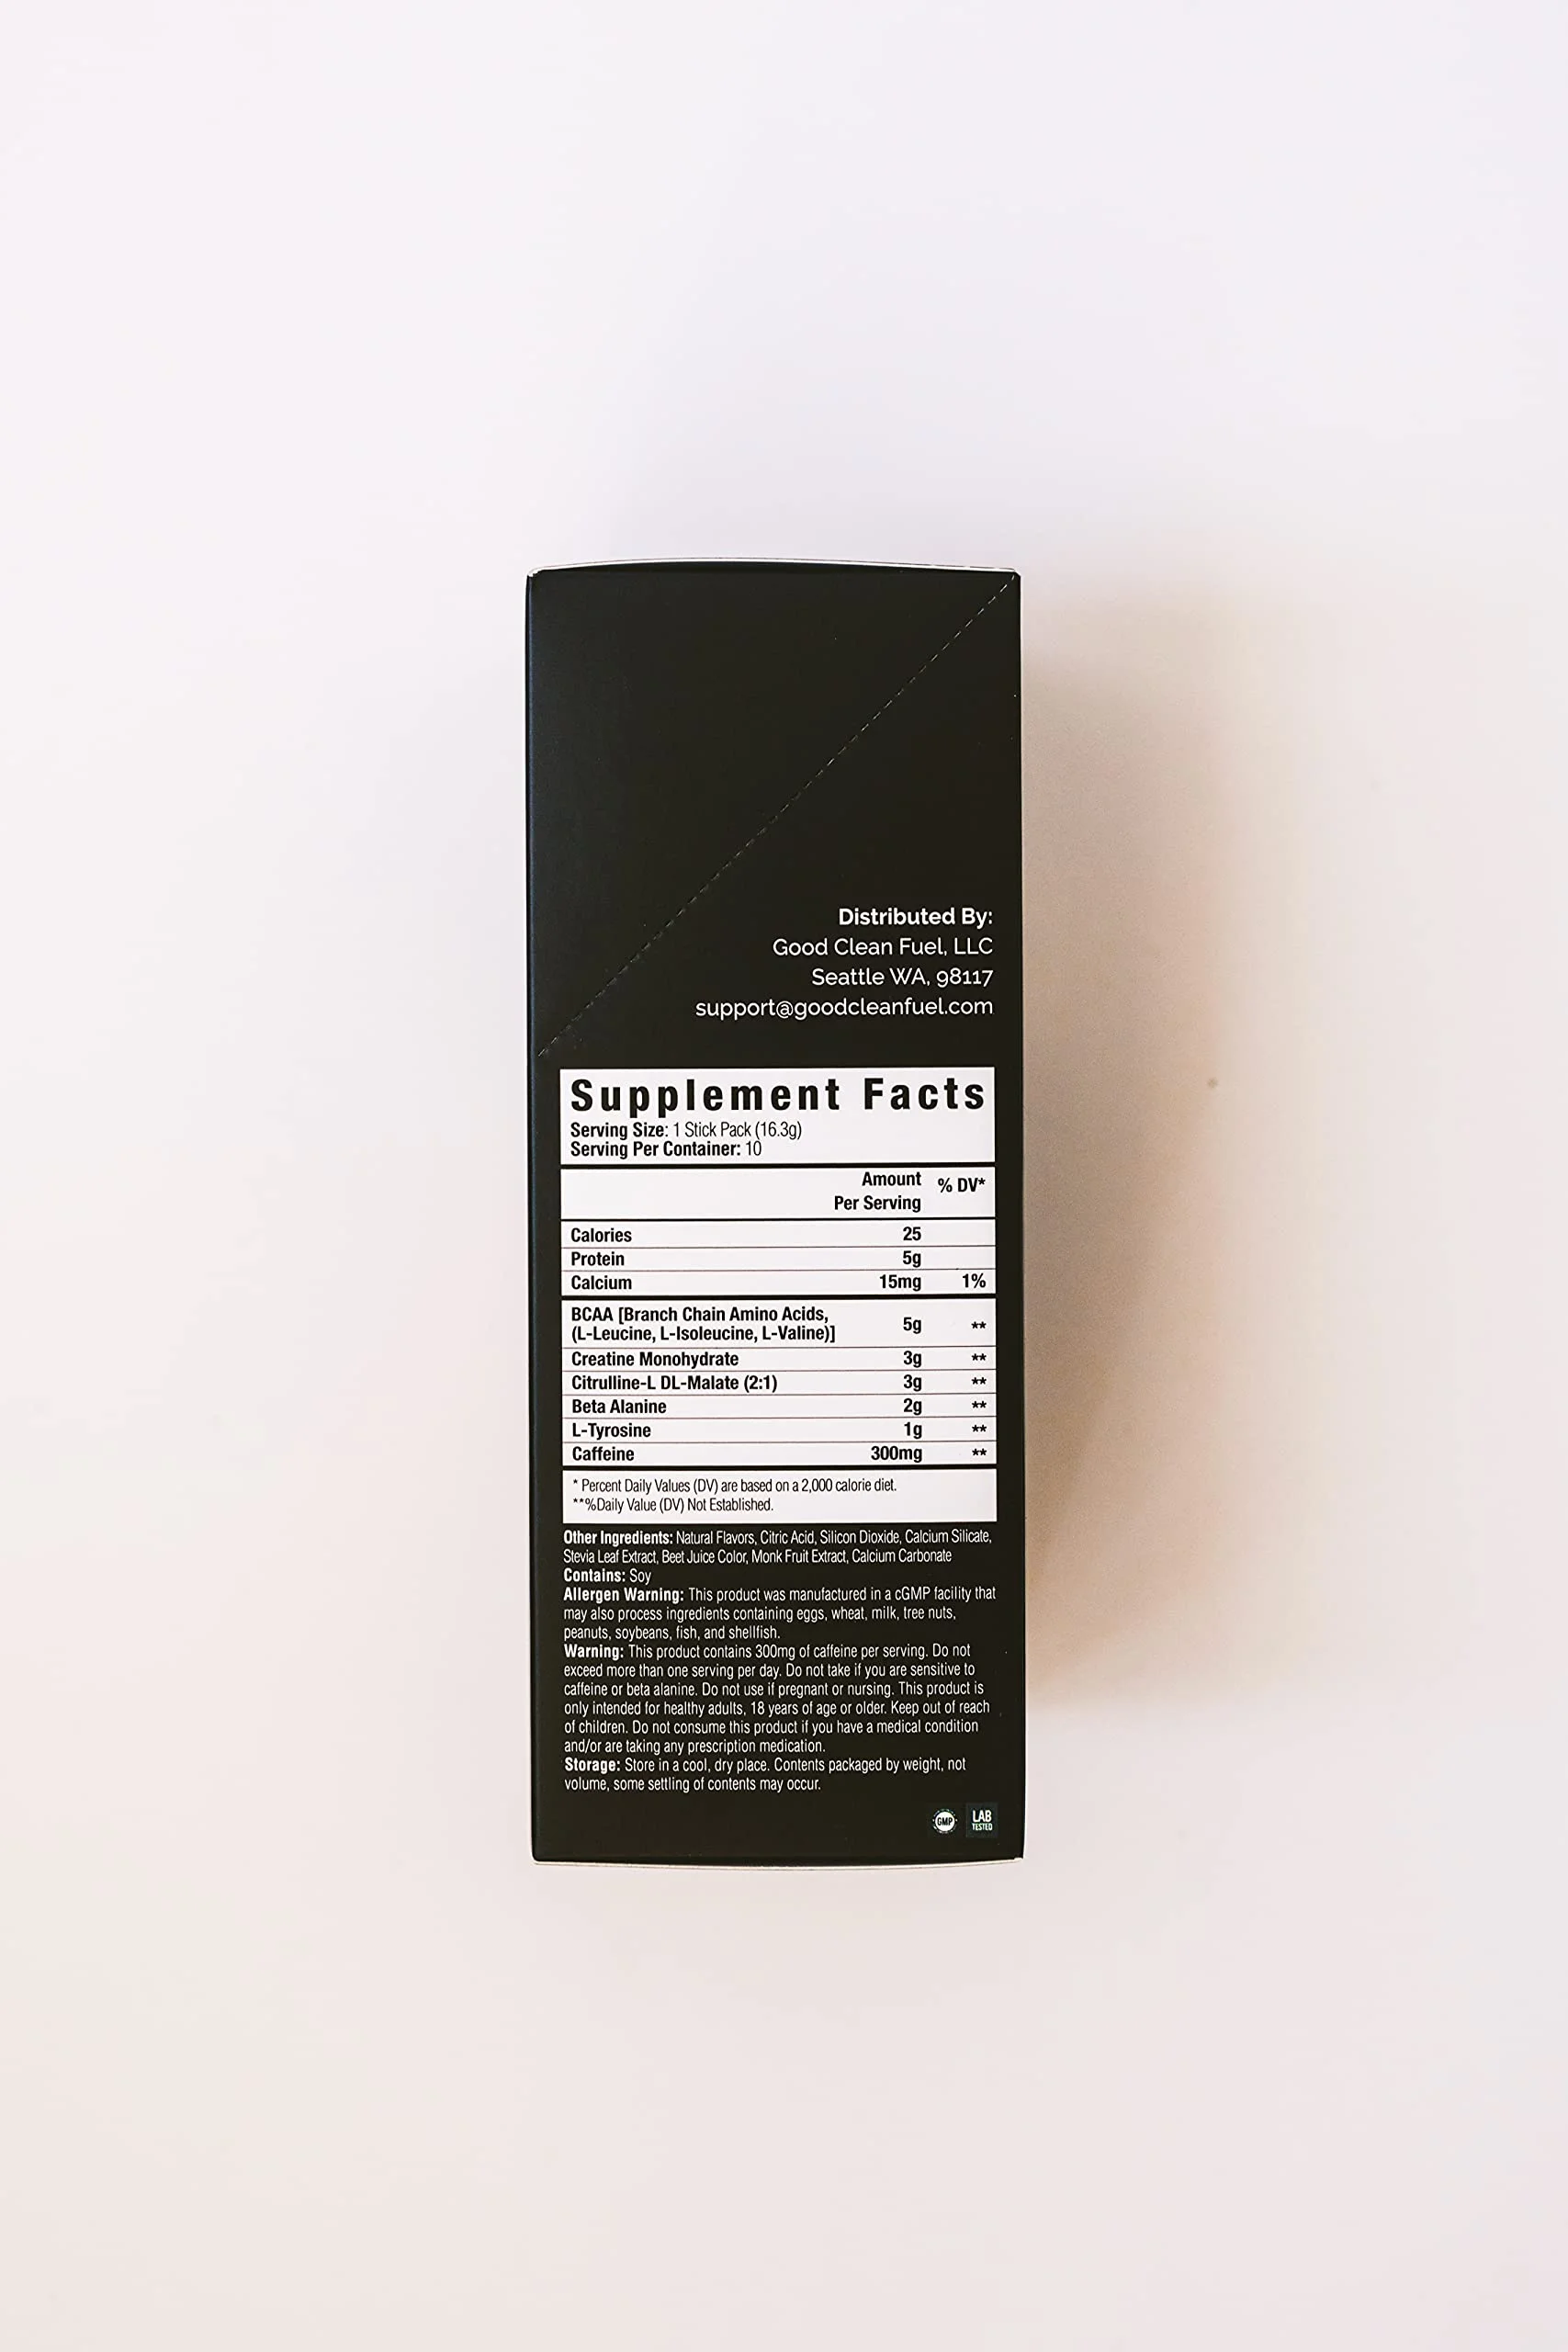 Distributed By:
Good Clean Fuel, LLC
Seattle WA, 98117
support@goodcleanfuel.com
Supplement Facts
Serving Size: 1 Stick Pack (16.3g)
Serving Per Container: 10
Amount
Per Serving
% DV*
Calories 25
Protein 5g
Calcium 15mg 1%
BCAA [Branch Chain Amino Acids,
(L-Leucine, L-Isoleucine, L-Valine)] 5g **
Creatine Monohydrate 3g **
Citrulline-L DL-Malate (2:1) 3g **
Beta Alanine 2g **
L-Tyrosine 1g **
Caffeine 300mg **
* Percent Daily Values (DV) are based on a 2,000 calorie diet.
**%Daily Value (DV) Not Established.
Other Ingredients: Natural Flavors, Citric Acid, Silicon Dioxide, Calcium Silicate,
Stevia Leaf Extract, Beet Juice Color, Monk Fruit Extract, Calcium Carbonate
Contains: Soy
Allergen Warning: This product was manufactured in a cGMP facility that
may also process ingredients containing eggs, wheat, milk, tree nuts,
peanuts, soybeans, fish, and shellfish.
Warning: This product contains 300mg of caffeine per serving. Do not
exceed more than one serving per day. Do not take if you are sensitive to
caffeine or beta alanine. Do not use if pregnant or nursing. This product is
only intended for healthy adults, 18 years of age or older. Keep out of reach
of children. Do not consume this product if you have a medical condition
and/or are taking any prescription medication.
Storage: Store in a cool, dry place. Contents packaged by weight, not
volume, some settling of contents may occur.
GMP
LAB
TESTED